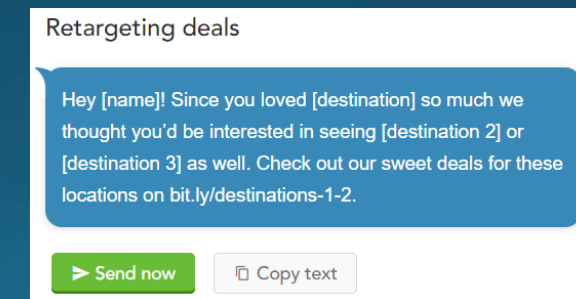 Retargeting deals
Hey [name]! Since you loved [destination] so much we
thought you'd be interested in seeing [destination 2] or
[destination 3] as well. Check out our sweet deals for these
locations on bit.ly/destinations-1-2.
Send now
Copy text